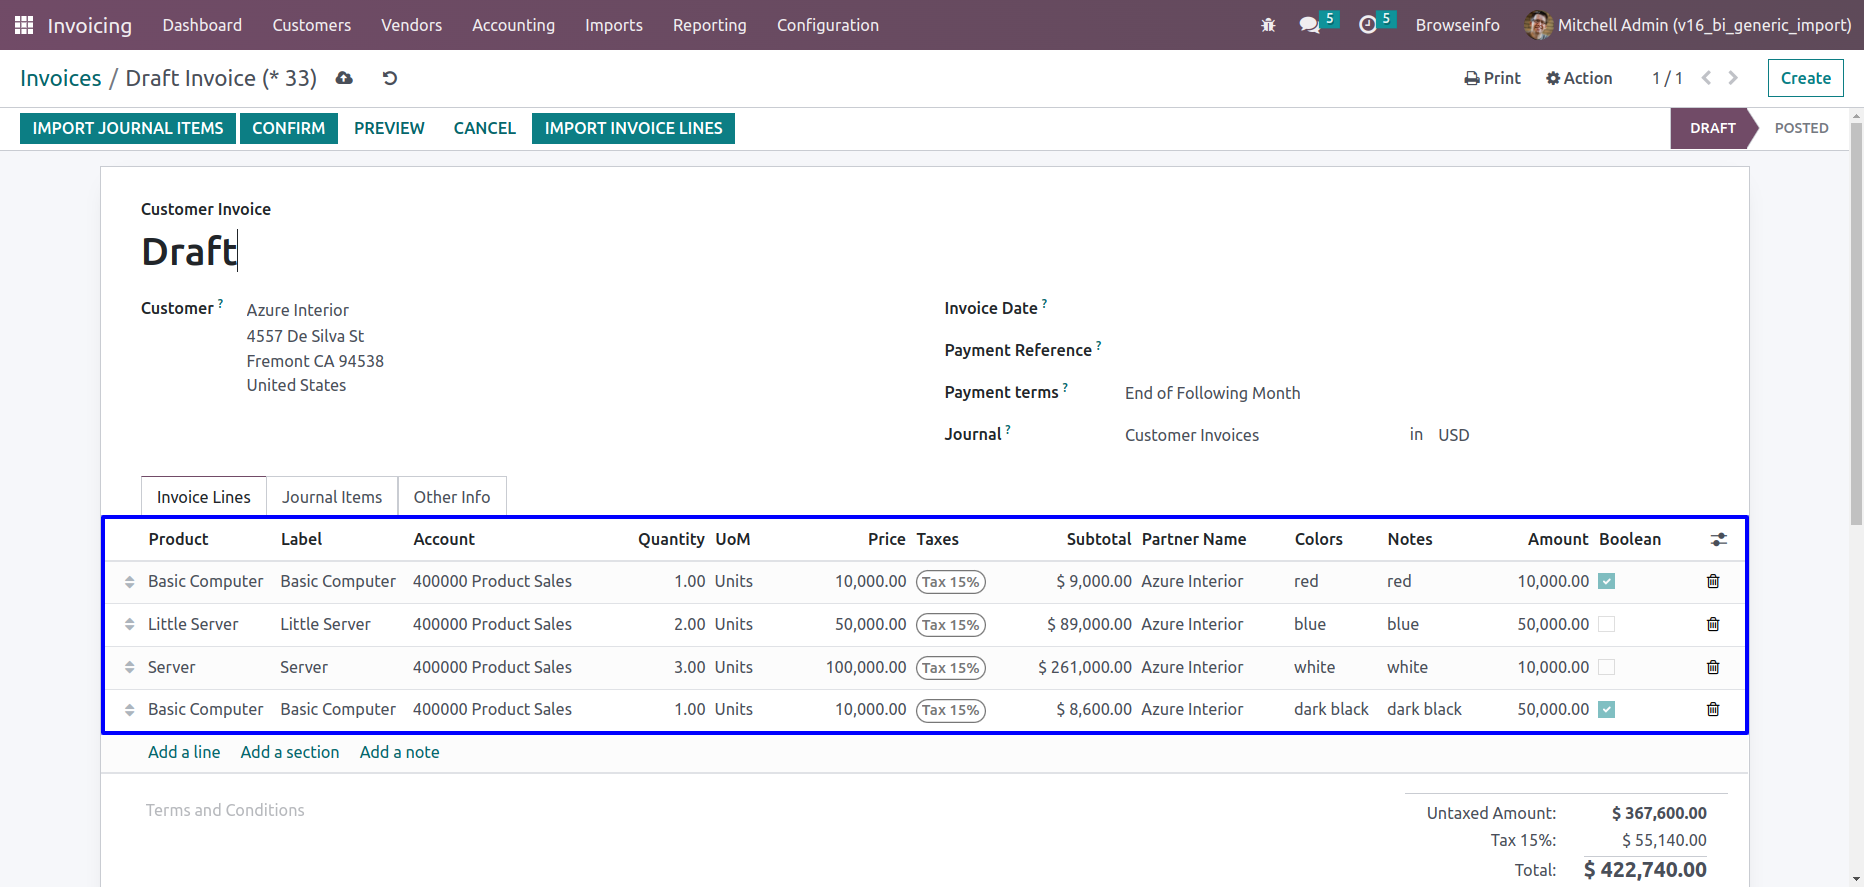 Invoicing Dashboard Customers Vendors Accounting Imports Reporting Configuration 5 5 Browseinfo Mitchell Admin (v16_bi_generic_import)
Invoices / Draft Invoice (* 33) Print Action 1 / 1 Create
IMPORT JOURNAL ITEMS CONFIRM PREVIEW CANCEL IMPORT INVOICE LINES DRAFT POSTED
Customer Invoice
Draft
Customer ? Azure Interior Invoice Date ?
4557 De Silva St
Fremont CA 94538 Payment Reference ?
United States
Payment terms ? End of Following Month
Journal ? Customer Invoices in USD
Invoice Lines Journal Items Other Info
Product Label Account Quantity UoM Price Taxes Subtotal Partner Name Colors Notes Amount Boolean
Basic Computer Basic Computer 400000 Product Sales 1.00 Units 10,000.00 Tax 15% $ 9,000.00 Azure Interior red red 10,000.00
Little Server Little Server 400000 Product Sales 2.00 Units 50,000.00 Tax 15% $ 89,000.00 Azure Interior blue blue 50,000.00
Server Server 400000 Product Sales 3.00 Units 100,000.00 Tax 15% $ 261,000.00 Azure Interior white white 10,000.00
Basic Computer Basic Computer 400000 Product Sales 1.00 Units 10,000.00 Tax 15% $ 8,600.00 Azure Interior dark black dark black 50,000.00
Add a line Add a section Add a note
Terms and Conditions
Untaxed Amount: $ 367,600.00
Tax 15%: $ 55,140.00
Total: $ 422,740.00